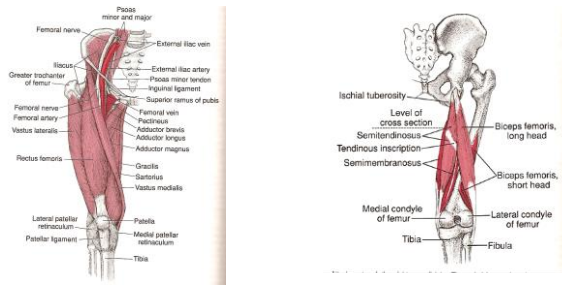 Psoas
minor and major
Femoral nerve
External iliac vein
Iliacus
External iliac artery
Greater trochanter
of femur
Psoas minor tendon
Inguinal ligament
Superior ramus of pubis
Femoral nerve
Femoral vein
Femoral artery
Pectineus
Adductor brevis
Vastus lateralis
Adductor longus
Adductor magnus
Rectus femoris
Gracilis
Sartorius
Vastus medialis
Lateral patellar
retinaculum
Patella
Patellar ligament
Medial patellar
retinaculum
Tibia
Ischial tuberosity
Level of
cross section
Semitendinosus
Biceps femoris,
long head
Tendinous inscription
Semimembranosus
Biceps femoris,
short head
Medial condyle
of femur
Lateral condyle
of femur
Tibia
Fibula